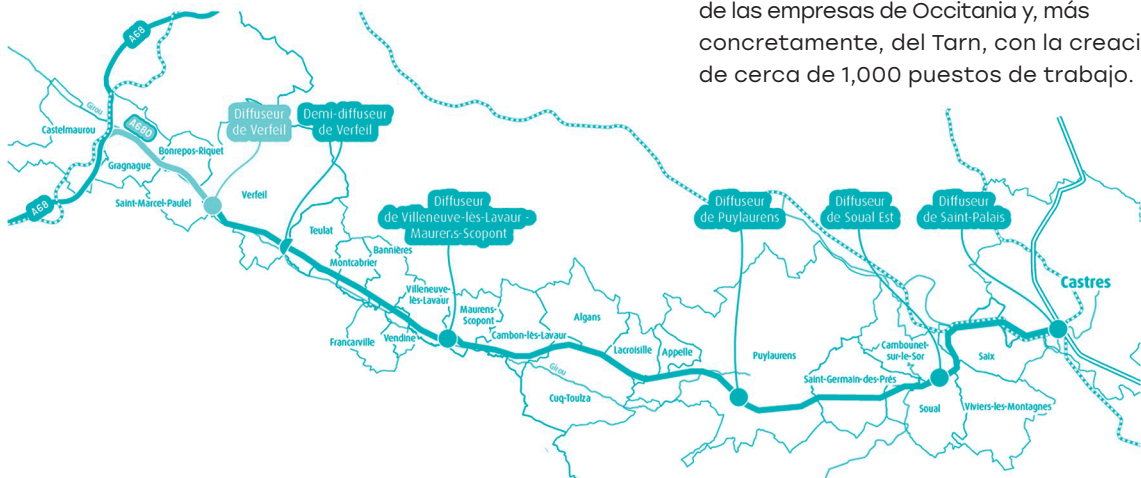 de las empresas de Occitania y, más
concretamente, del Tarn, con la creaci
de cerca de 1,000 puestos de trabajo.
A68
Girou
Castelmaurou
A680
Diffuseur
de Verfeil
Demi-diffuseur
de Verfeil
Bonrepos-Riquet
Gragnague
Saint-Marcel-Paulel
Verfeil
A68
Teulat
Bannières
Montcabrier
Diffuseur
de Villeneuve-lès-Lavaur -
Maurens-Scopont
Diffuseur
de Puylaurens
Diffuseur
de Soual Est
Diffuseur
de Saint-Palais
Castres
Villeneuve-
lès-Lavaur
Maurens-
Scopont
Francarville
Vendine
Cambon-lès-Lavaur
Algans
Lacroisille
Appelle
Puylaurens
Cambounet-
sur-le-Sor
Saix
Girou
Cuq-Toulza
Saint-Germain-des-Prés
Soual
Viviers-les-Montagnes